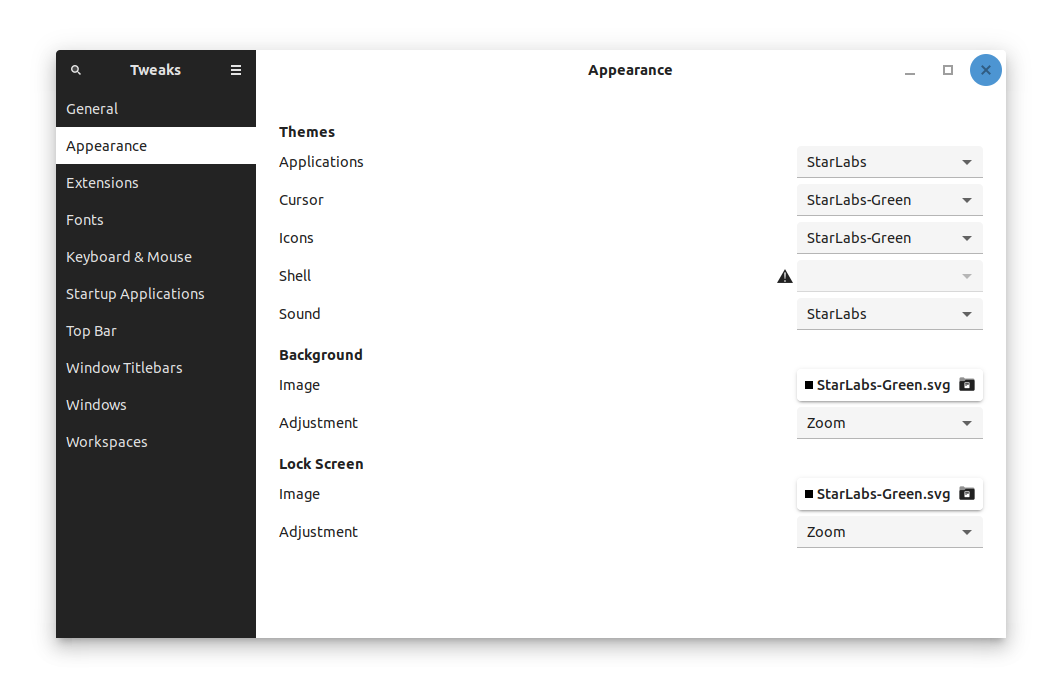 Tweaks
Appearance
General
Appearance
Extensions
Fonts
Keyboard & Mouse
Startup Applications
Top Bar
Window Titlebars
Windows
Workspaces
Themes
Applications StarLabs
Cursor StarLabs-Green
Icons StarLabs-Green
Shell
Sound StarLabs
Background
Image StarLabs-Green.svg
Adjustment Zoom
Lock Screen
Image StarLabs-Green.svg
Adjustment Zoom